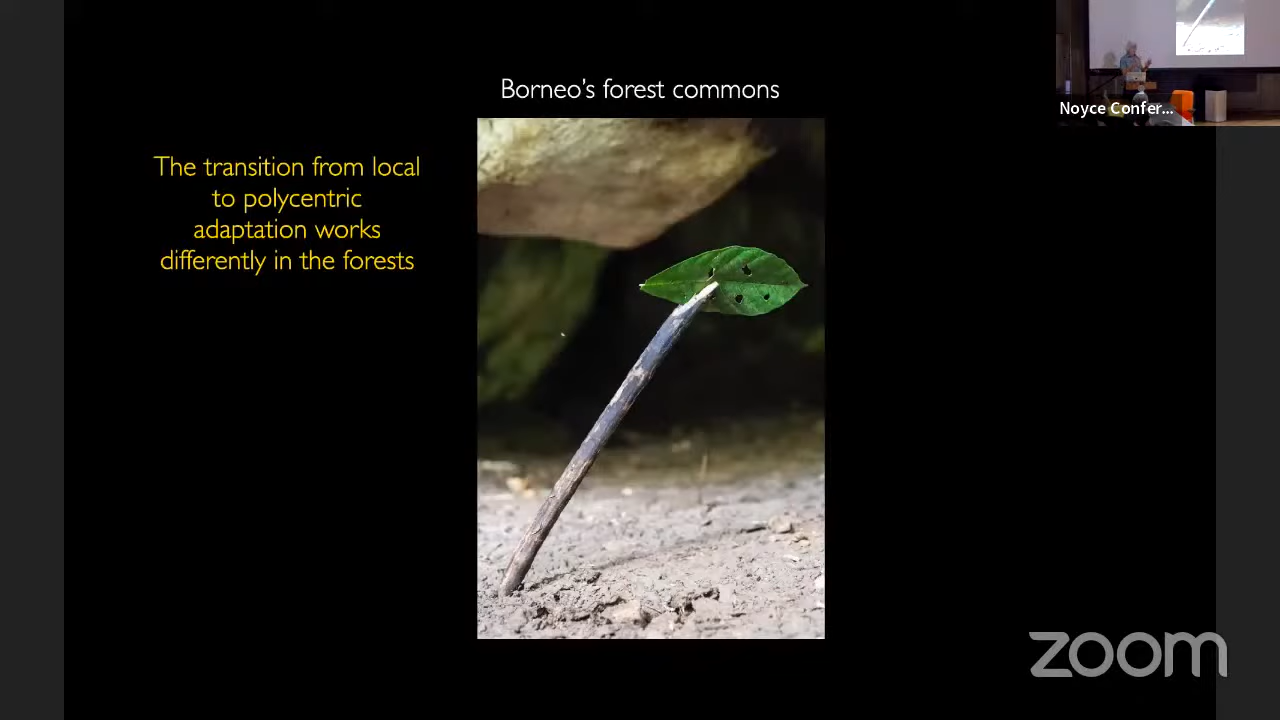 Borneo’s forest commons
The transition from local
to polycentric
adaptation works
differently in the forests
Noyce Confer...
zoom